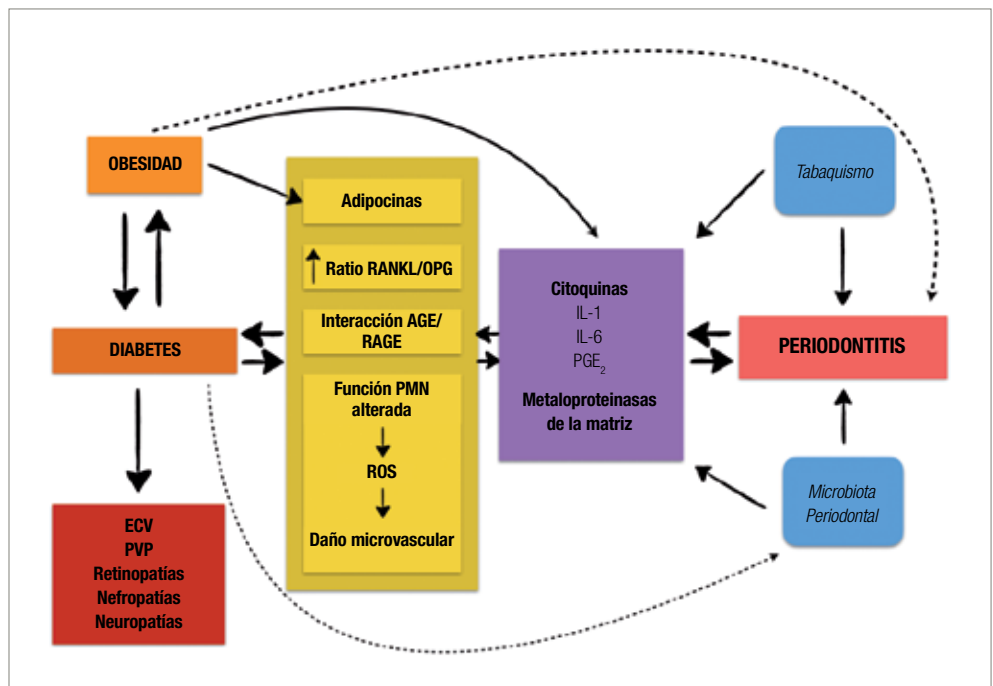 OBESIDAD
DIABETES
ECV
PVP
Retinopatías
Nefropatías
Neuropatías
Adipocinas
Ratio RANKL/OPG
Interacción AGE/
RAGE
Función PMN
alterada
ROS
Daño microvascular
Citoquinas
IL-1
IL-6
PGE₂
Metaloproteinasas
de la matriz
Tabaquismo
PERIODONTITIS
Microbiota
Periodontal